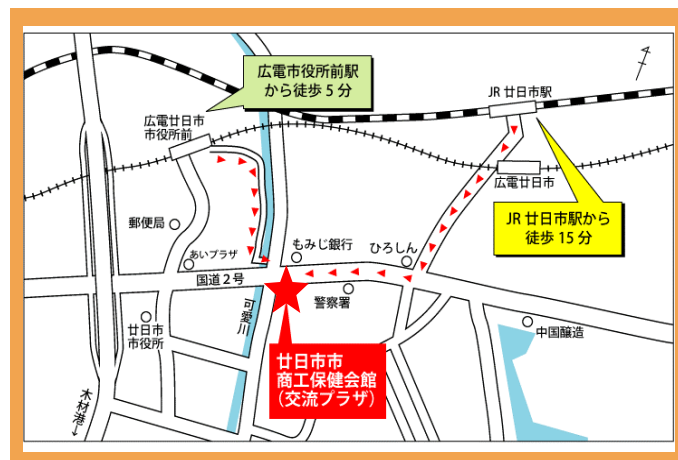 広電市役所前駅
から徒歩5分
JR 廿日市駅
広電廿日市
市役所前
広電廿日市
JR 廿日市駅から
徒歩15分
郵便局
あいプラザ
もみじ銀行
ひろしん
国道2号
警察署
可愛川
廿日市
市役所
中国醸造
廿日市市
商工保健会館
(交流プラザ)
木材港→